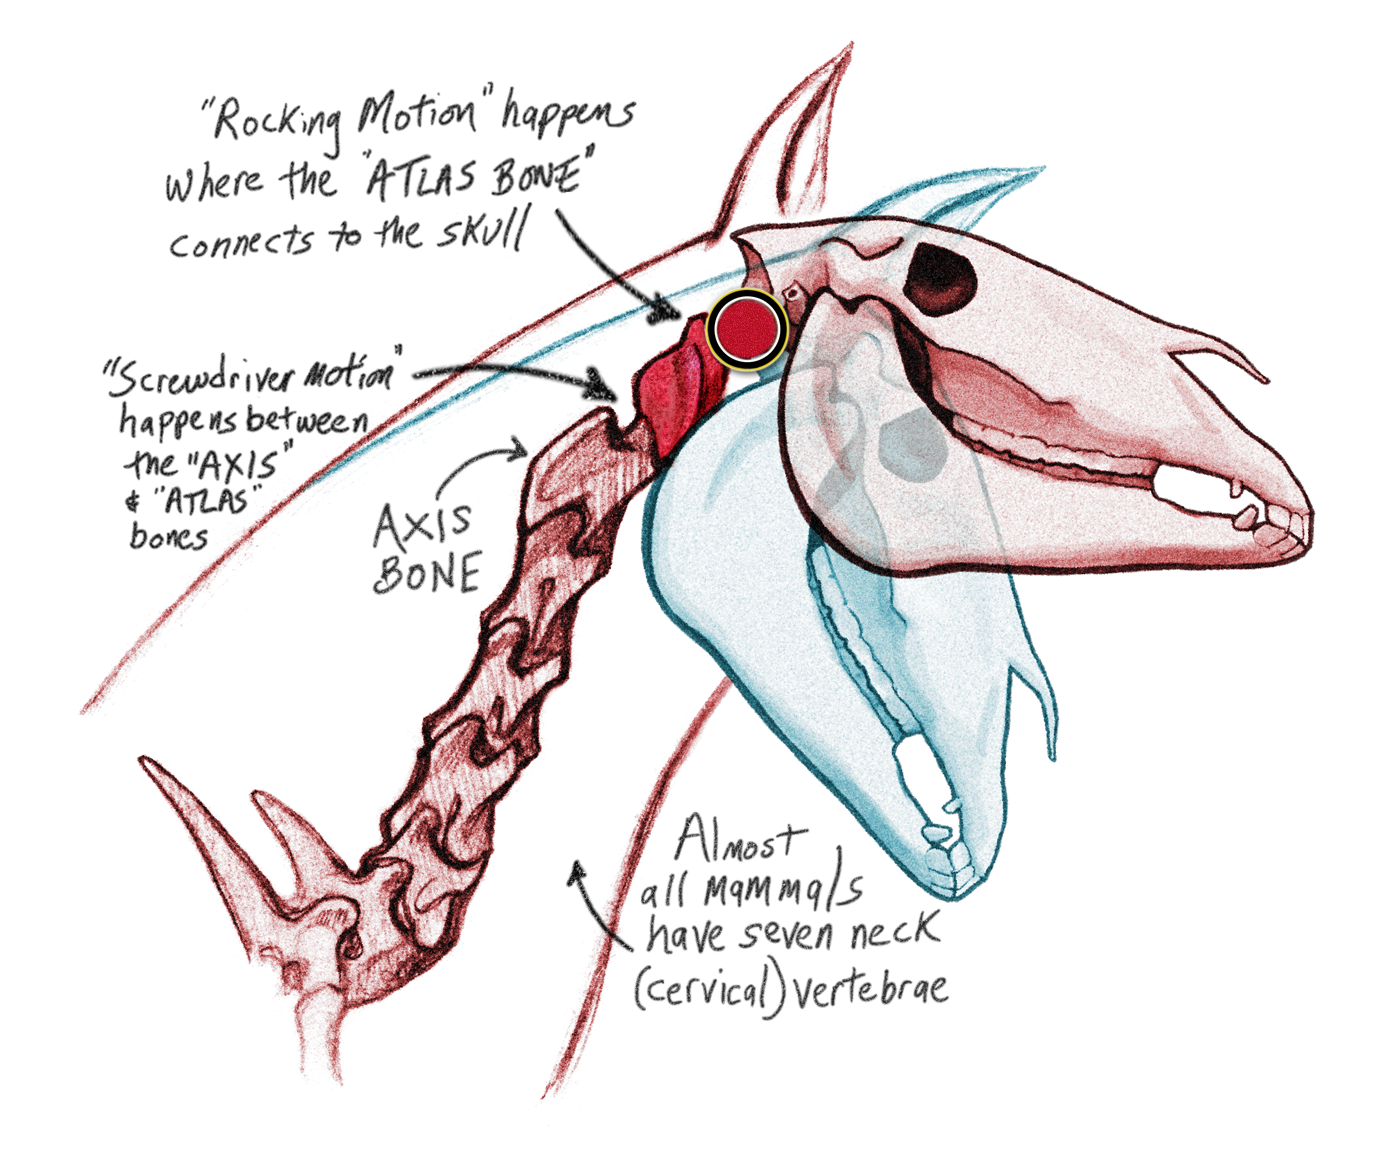 "Rocking Motion" happens
where the "ATLAS BONE"
connects to the skull
"Screwdriver Motion"
happens between
the "AXIS"
& "ATLAS"
bones
AXIS
BONE
Almost
all mammals
have seven neck
(cervical) vertebrae